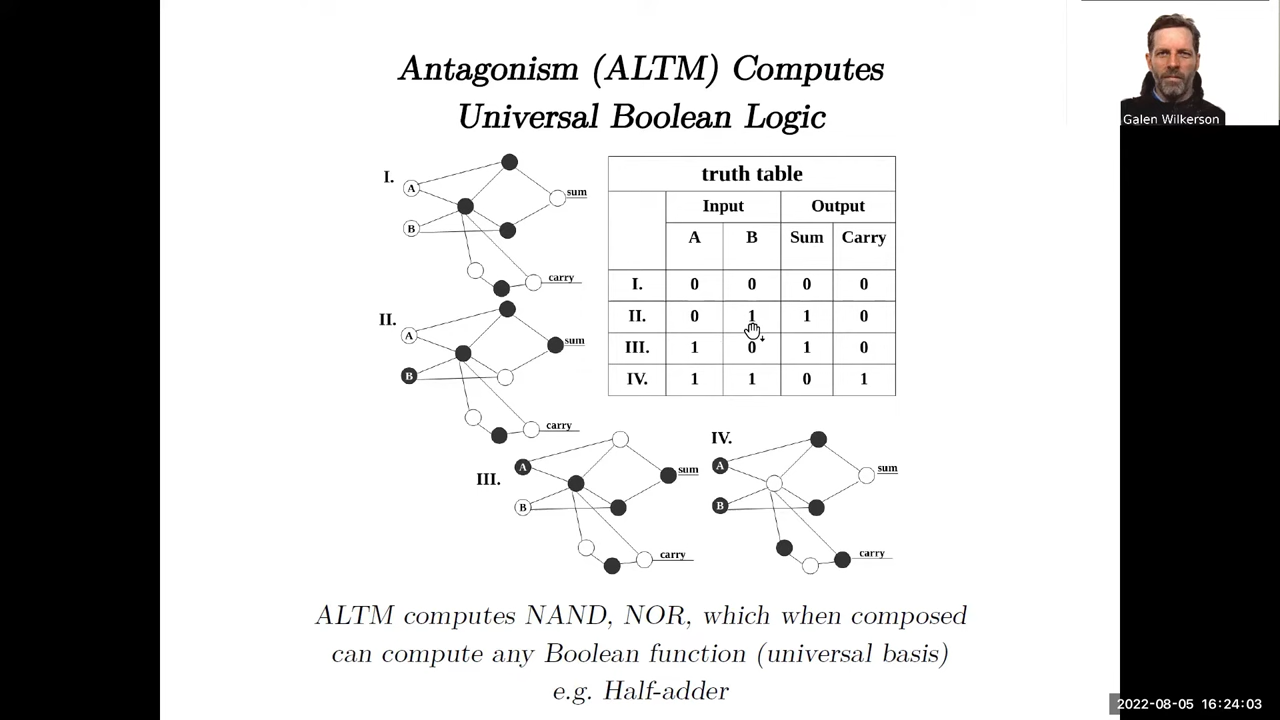 Antagonism (ALTM) Computes
Universal Boolean Logic
Galen Wilkerson
I.
A
B
sum
carry
truth table
Input Output
A B Sum Carry
I. 0 0 0 0
II. 0 1 1 0
III. 1 0 1 0
IV. 1 1 0 1
II.
A
B
sum
carry
III.
A
B
sum
carry
IV.
A
B
sum
carry
ALTM computes NAND, NOR, which when composed
can compute any Boolean function (universal basis)
e.g. Half-adder
2022-08-05 16:24:03